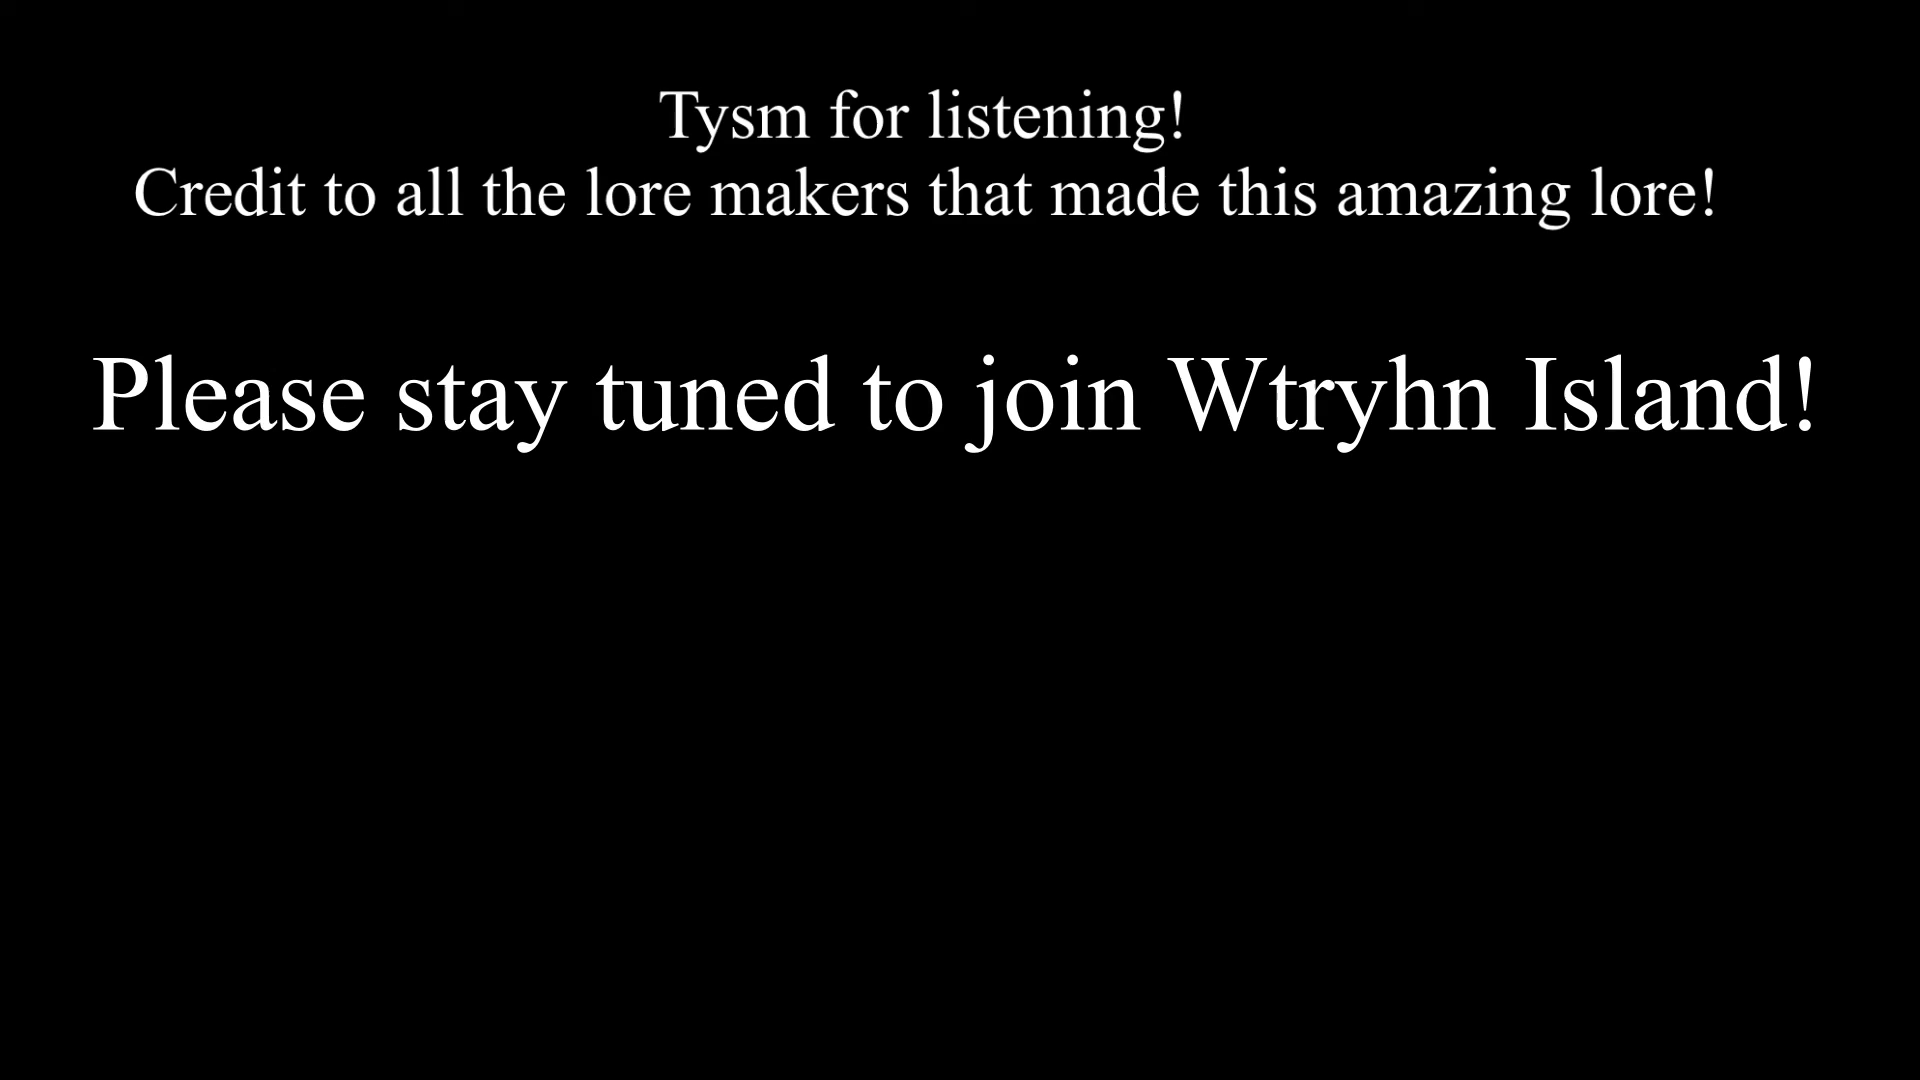 Tysm for listening!
Credit to all the lore makers that made this amazing lore!
Please stay tuned to join Wtryhn Island!